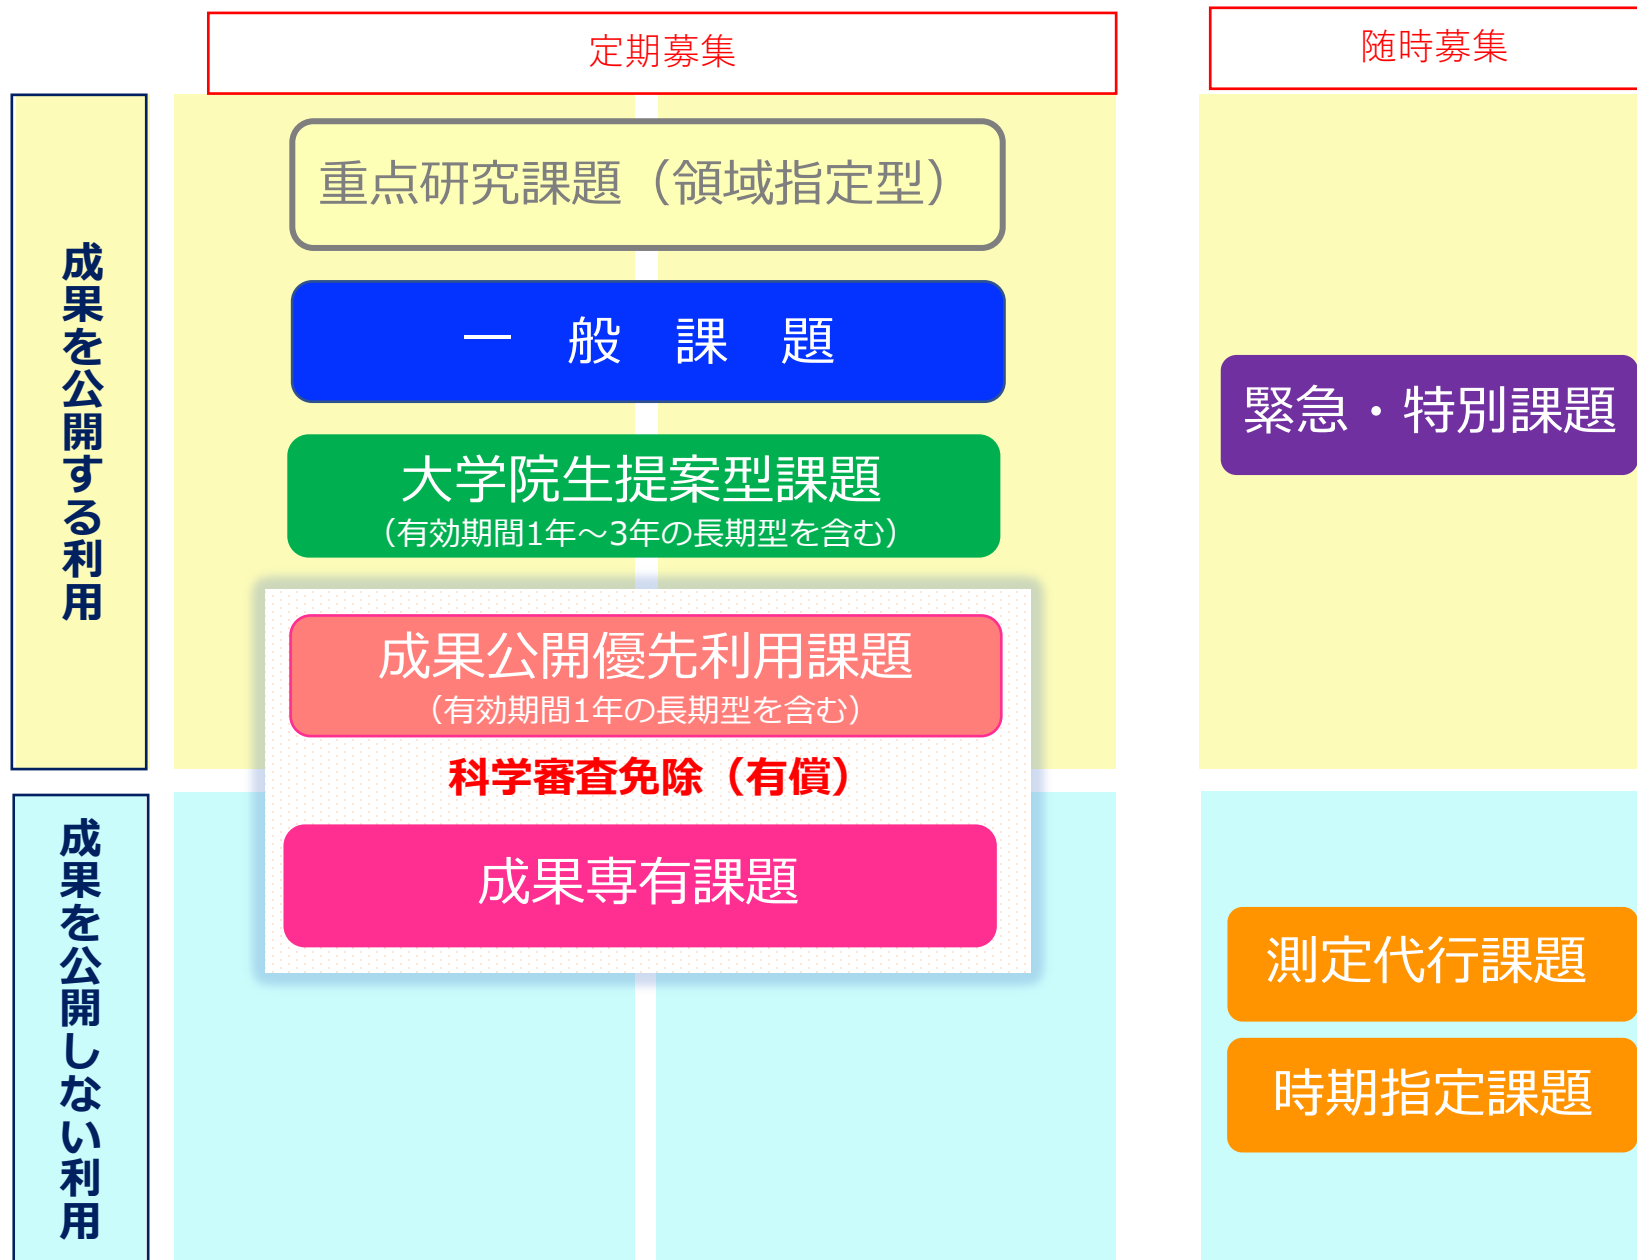 定期募集
随時募集
成果を公開する利用
重点研究課題（領域指定型）
一　般　課　題
大学院生提案型課題
（有効期間1年～3年の長期型を含む）
緊急・特別課題
成果公開優先利用課題
（有効期間1年の長期型を含む）
科学審査免除（有償）
成果を公開しない利用
成果専有課題
測定代行課題
時期指定課題